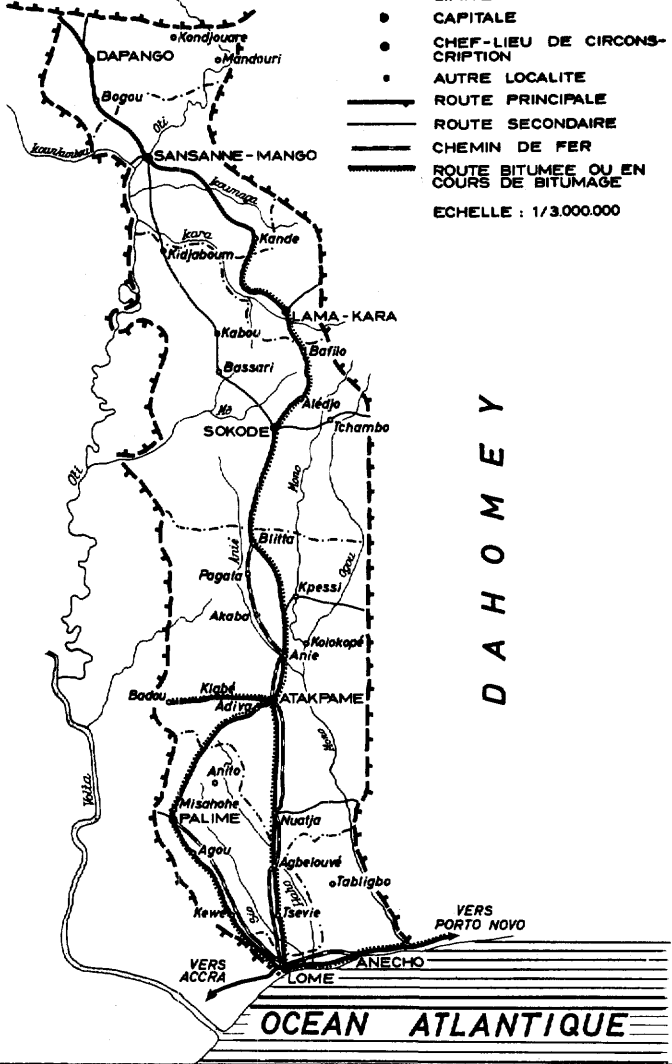 CAPITALE
CHEF-LIEU DE CIRCONS-
CRIPTION
AUTRE LOCALITE
ROUTE PRINCIPALE
ROUTE SECONDAIRE
CHEMIN DE FER
ROUTE BITUMEE OU EN
COURS DE BITUMAGE
ECHELLE : 1/3.000.000
Kondjouare
DAPANGO
Mandouri
Bogou
Oti
SANSANNE-MANGO
Koumaga
Kara
Kande
Kidjaboum
LAMA-KARA
Kabou
Bafilo
Bassari
Alédjo
Mô
SOKODE
Tchambo
Oti
Mono
DAHOMEY
Blitta
Anié
Ogou
Pagala
Kpessi
Akaba
Kolokopé
Anie
Klabé
Badou
ATAKPAME
Adiva
Mono
Volta
Anfto
Misahohe
PALIME
Nuatja
Agou
Agbelouvé
Tabligbo
Haho
Kewe
Sio
Tsevie
VERS
PORTO NOVO
VERS
ACCRA
ANECHO
LOME
OCEAN ATLANTIQUE